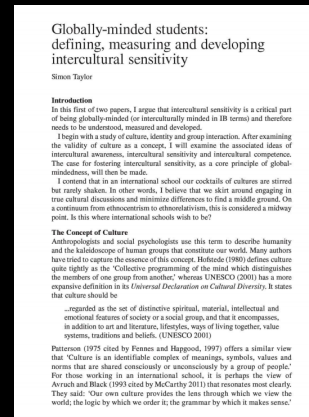 Globally-minded students:
defining, measuring and developing
intercultural sensitivity
Simon Taylor
Introduction
In this first of two papers, I argue that intercultural sensitivity is a critical part
of being globally-minded (or interculturally minded in IB terms) and therefore
needs to be understood, measured and developed.
I begin with a study of culture, identity and group interaction. After examining
the validity of culture as a concept, I will examine the associated ideas of
intercultural awareness, intercultural sensitivity and intercultural competence.
The case for fostering intercultural sensitivity, as a core principle of global-
mindedness, will then be made.
I contend that in an international school our cocktails of cultures are stirred
but rarely shaken. In other words, I believe that we skirt around engaging in
true cultural discussions and minimize differences to find a middle ground. On
a continuum from ethnocentrism to ethnorelativism, this is considered a midway
point. Is this where international schools wish to be?
The Concept of Culture
Anthropologists and social psychologists use this term to describe humanity
and the kaleidoscope of human groups that constitute our world. Many authors
have tried to capture the essence of this concept. Hofstede (1980) defines culture
quite tightly as the 'Collective programming of the mind which distinguishes
the members of one group from another,' whereas UNESCO (2001) has a more
expansive definition in its Universal Declaration on Cultural Diversity. It states
that culture should be
...regarded as the set of distinctive spiritual, material, intellectual and
emotional features of society or a social group, and that it encompasses,
in addition to art and literature, lifestyles, ways of living together, value
systems, traditions and beliefs. (UNESCO 2001)
Patterson (1975 cited by Fennes and Hapgood, 1997) offers a similar view
that 'Culture is an identifiable complex of meanings, symbols, values and
norms that are shared consciously or unconsciously by a group of people.'
For those working in an international school, it is perhaps the view of
Avruch and Black (1993 cited by McCarthy 2011) that resonates most clearly.
They said: 'Our own culture provides the lens through which we view the
world; the logic by which we order it; the grammar by which it makes sense.'